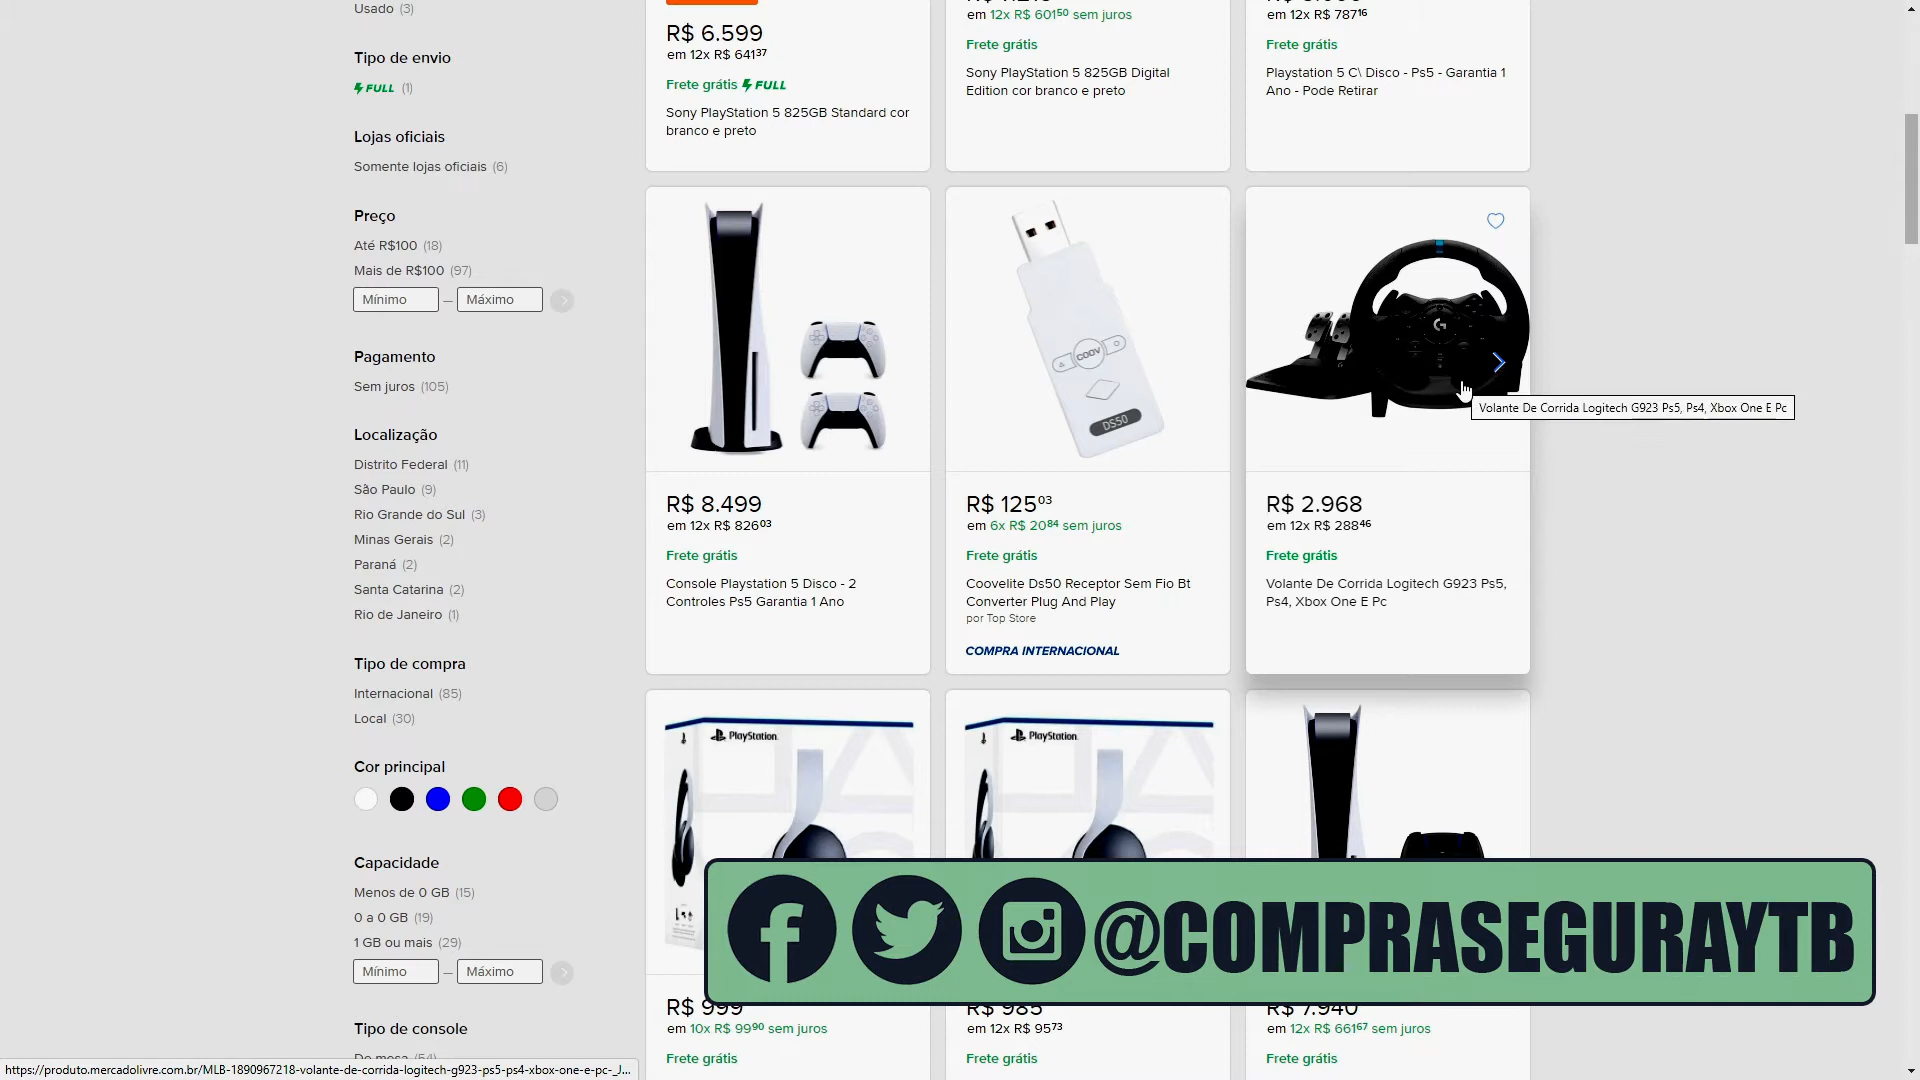 Usado (3)
Tipo de envio
FULL (1)
Lojas oficiais
Somente lojas oficiais (6)
Preço
Até R$100 (18)
Mais de R$100 (97)
Mínimo – Máximo
Pagamento
Sem juros (105)
Localização
Distrito Federal (11)
São Paulo (9)
Rio Grande do Sul (3)
Minas Gerais (2)
Paraná (2)
Santa Catarina (2)
Rio de Janeiro (1)
Tipo de compra
Internacional (85)
Local (30)
Cor principal
Capacidade
Menos de 0 GB (15)
0 a 0 GB (19)
1 GB ou mais (29)
Mínimo – Máximo
Tipo de console
De mesa (54)
R$ 6.599
em 12x R$ 641 37
Frete grátis FULL
Sony PlayStation 5 825GB Standard cor
branco e preto
em 12x R$ 601 50 sem juros
Frete grátis
Sony PlayStation 5 825GB Digital
Edition cor branco e preto
em 12x R$ 787 16
Frete grátis
Playstation 5 C\ Disco - Ps5 - Garantia 1
Ano - Pode Retirar
R$ 8.499
em 12x R$ 826 03
Frete grátis
Console Playstation 5 Disco - 2
Controles Ps5 Garantia 1 Ano
COOV
DS50
R$ 125 03
em 6x R$ 20 84 sem juros
Frete grátis
Coovelite Ds50 Receptor Sem Fio Bt
Converter Plug And Play
por Top Store
COMPRA INTERNACIONAL
Volante De Corrida Logitech G923 Ps5, Ps4, Xbox One E Pc
R$ 2.968
em 12x R$ 288 46
Frete grátis
Volante De Corrida Logitech G923 Ps5,
Ps4, Xbox One E Pc
PlayStation
PlayStation
@COMPRASEGURAYTB
R$ 999
em 10x R$ 99 90 sem juros
Frete grátis
R$ 985
em 12x R$ 95 73
Frete grátis
R$ 7.940
em 12x R$ 661 67 sem juros
Frete grátis
https://produto.mercadolivre.com.br/MLB-1890967218-volante-de-corrida-logitech-g923-ps5-ps4-xbox-one-e-pc-_J...